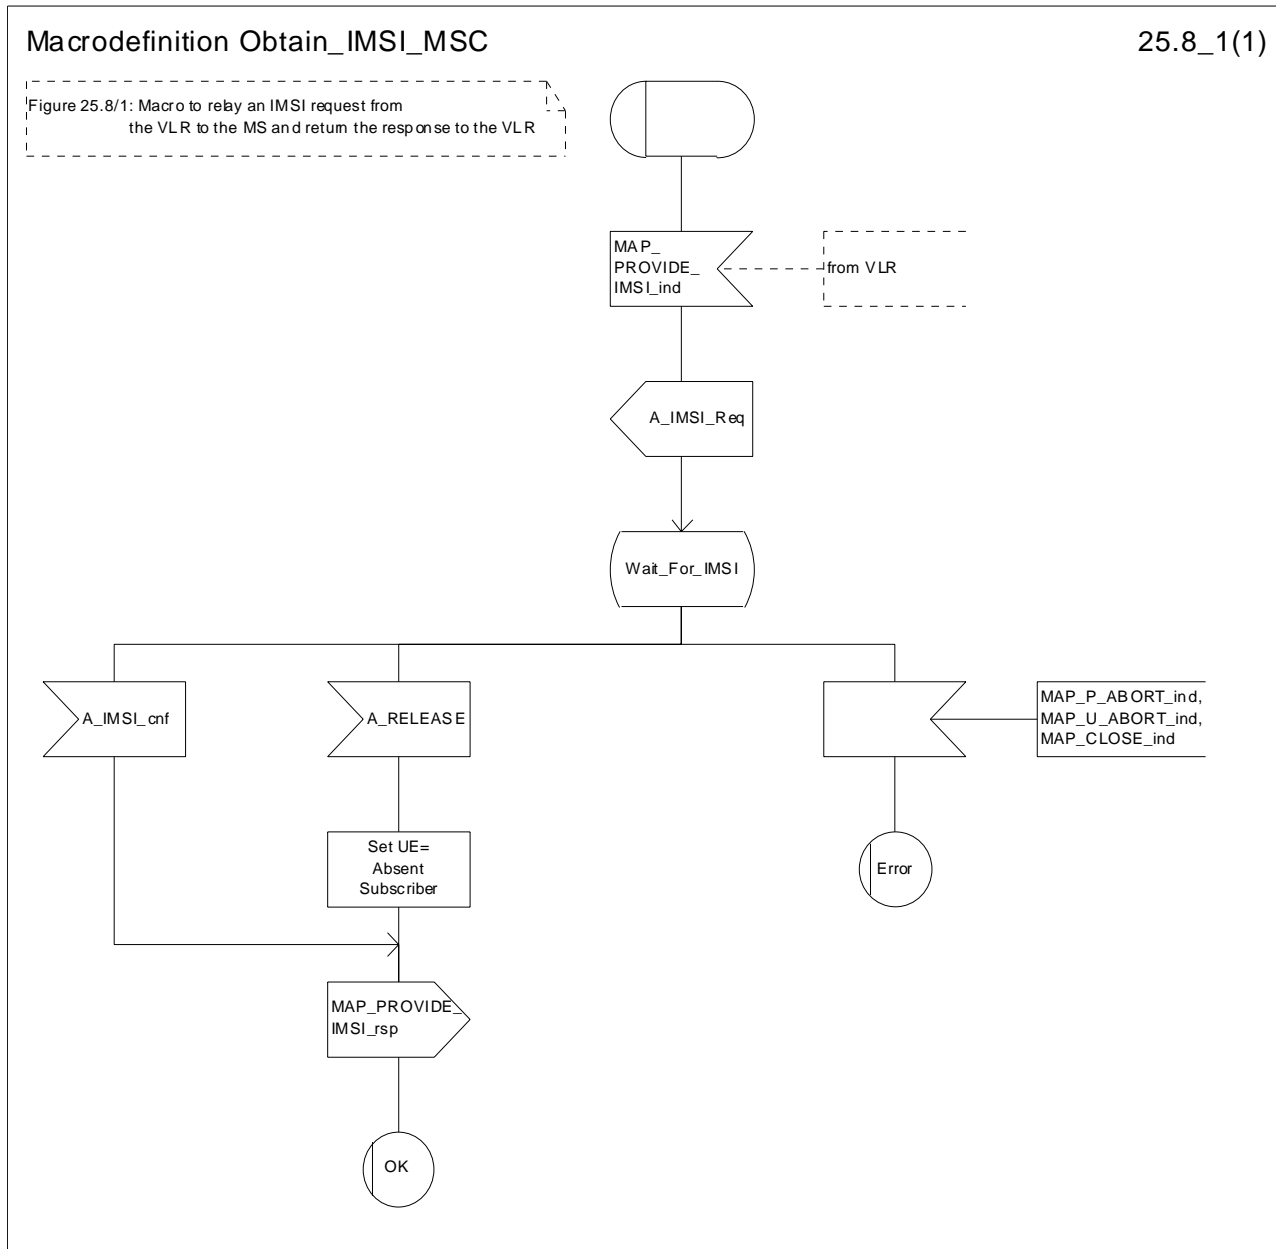 Macrodefinition Obtain_IMSI_MSC
25.8_1(1)
Figure 25.8/1: Macro to relay an IMSI request from
the VLR to the MS and return the response to the VLR
MAP_
PROVIDE_
IMSI_ind
from VLR
A_IMSI_Req
Wait_For_IMSI
A_IMSI_cnf
A_RELEASE
MAP_P_ABORT_ind,
MAP_U_ABORT_ind,
MAP_CLOSE_ind
Set UE=
Absent
Subscriber
Error
MAP_PROVIDE_
IMSI_rsp
OK